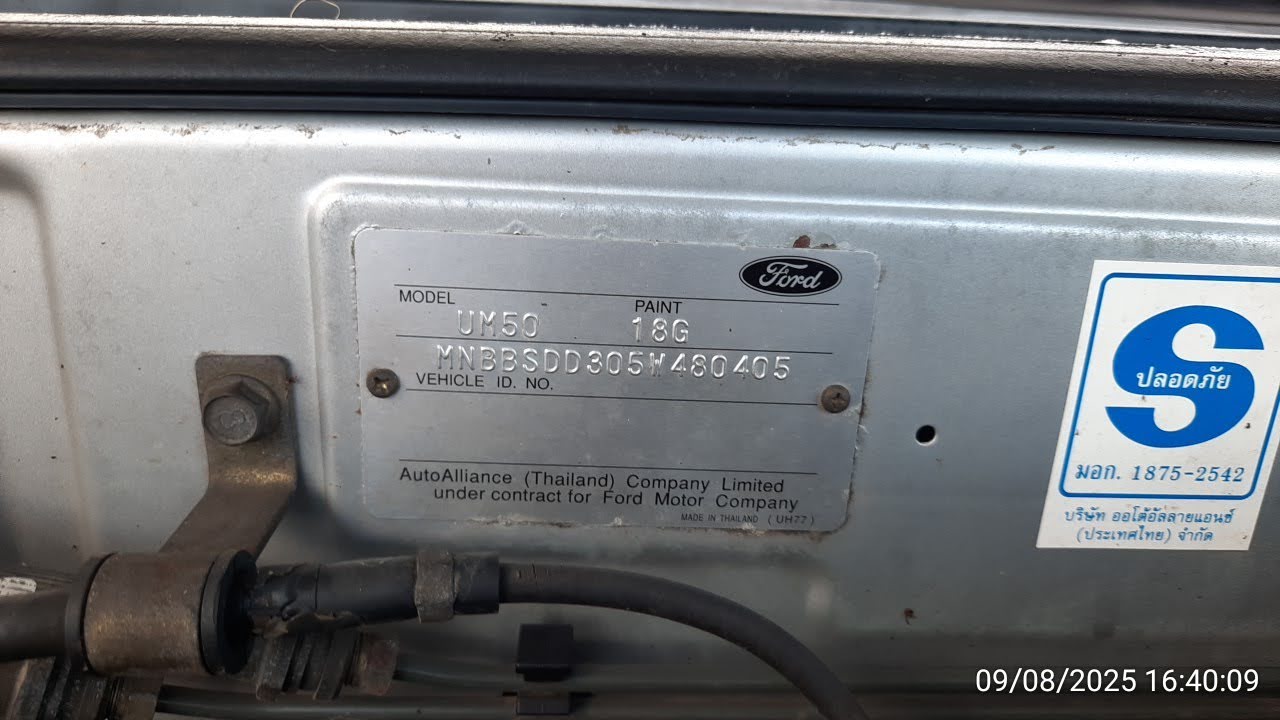 Ford
MODEL PAINT
UM50 18G
MNBBSDD305W480405
VEHICLE ID. NO.
AutoAlliance (Thailand) Company Limited
under contract for Ford Motor Company
MADE IN THAILAND (UH77)
S
ปลอดภัย
มอก. 1875-2542
บริษัท ออโต้อัลลายแอนซ์
(ประเทศไทย) จำกัด
09/08/2025 16:40:09